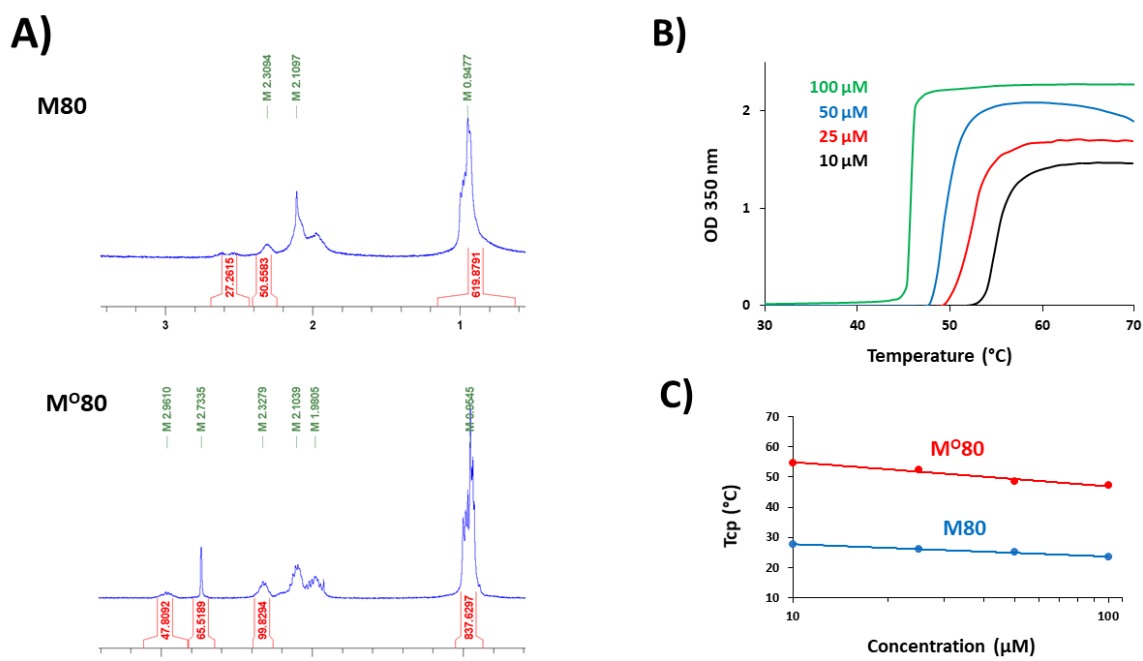 A)
M80
M 2.3094
M 2.1097
M 0.9477
27.2615
50.5583
619.8791
3 2 1
MO80
M 2.9610
M 2.7335
M 2.3279
M 2.1039
M 1.9805
M 0.9545
47.8092
65.5189
99.8294
837.6297
B)
OD 350 nm
2
1
0
100 µM
50 µM
25 µM
10 µM
30 40 50 60 70
Temperature (°C)
C)
Tcp (°C)
70
60
50
40
30
20
10
MO80
M80
10 100
Concentration (µM)